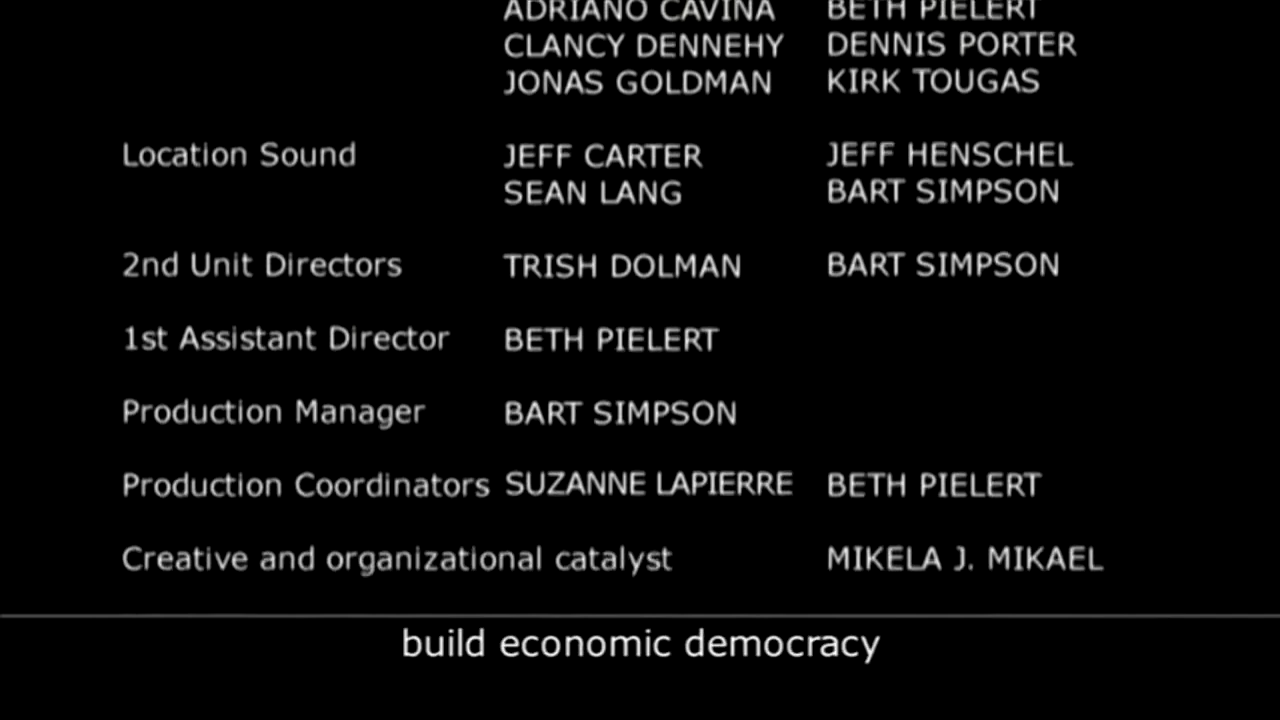 ADRIANO CAVINA BETH PIELERT
CLANCY DENNEHY DENNIS PORTER
JONAS GOLDMAN KIRK TOUGAS
Location Sound JEFF CARTER JEFF HENSCHEL
SEAN LANG BART SIMPSON
2nd Unit Directors TRISH DOLMAN BART SIMPSON
1st Assistant Director BETH PIELERT
Production Manager BART SIMPSON
Production Coordinators SUZANNE LAPIERRE BETH PIELERT
Creative and organizational catalyst MIKELA J. MIKAEL
build economic democracy